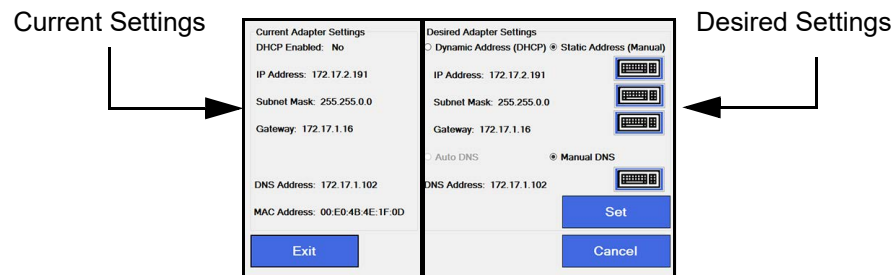 Current Settings
Desired Settings
Current Adapter Settings
DHCP Enabled: No
IP Address: 172.17.2.191
Subnet Mask: 255.255.0.0
Gateway: 172.17.1.16
DNS Address: 172.17.1.102
MAC Address: 00:E0:4B:4E:1F:0D
Exit
Desired Adapter Settings
Dynamic Address (DHCP) Static Address (Manual)
IP Address: 172.17.2.191
Subnet Mask: 255.255.0.0
Gateway: 172.17.1.16
Auto DNS Manual DNS
DNS Address: 172.17.1.102
Set
Cancel